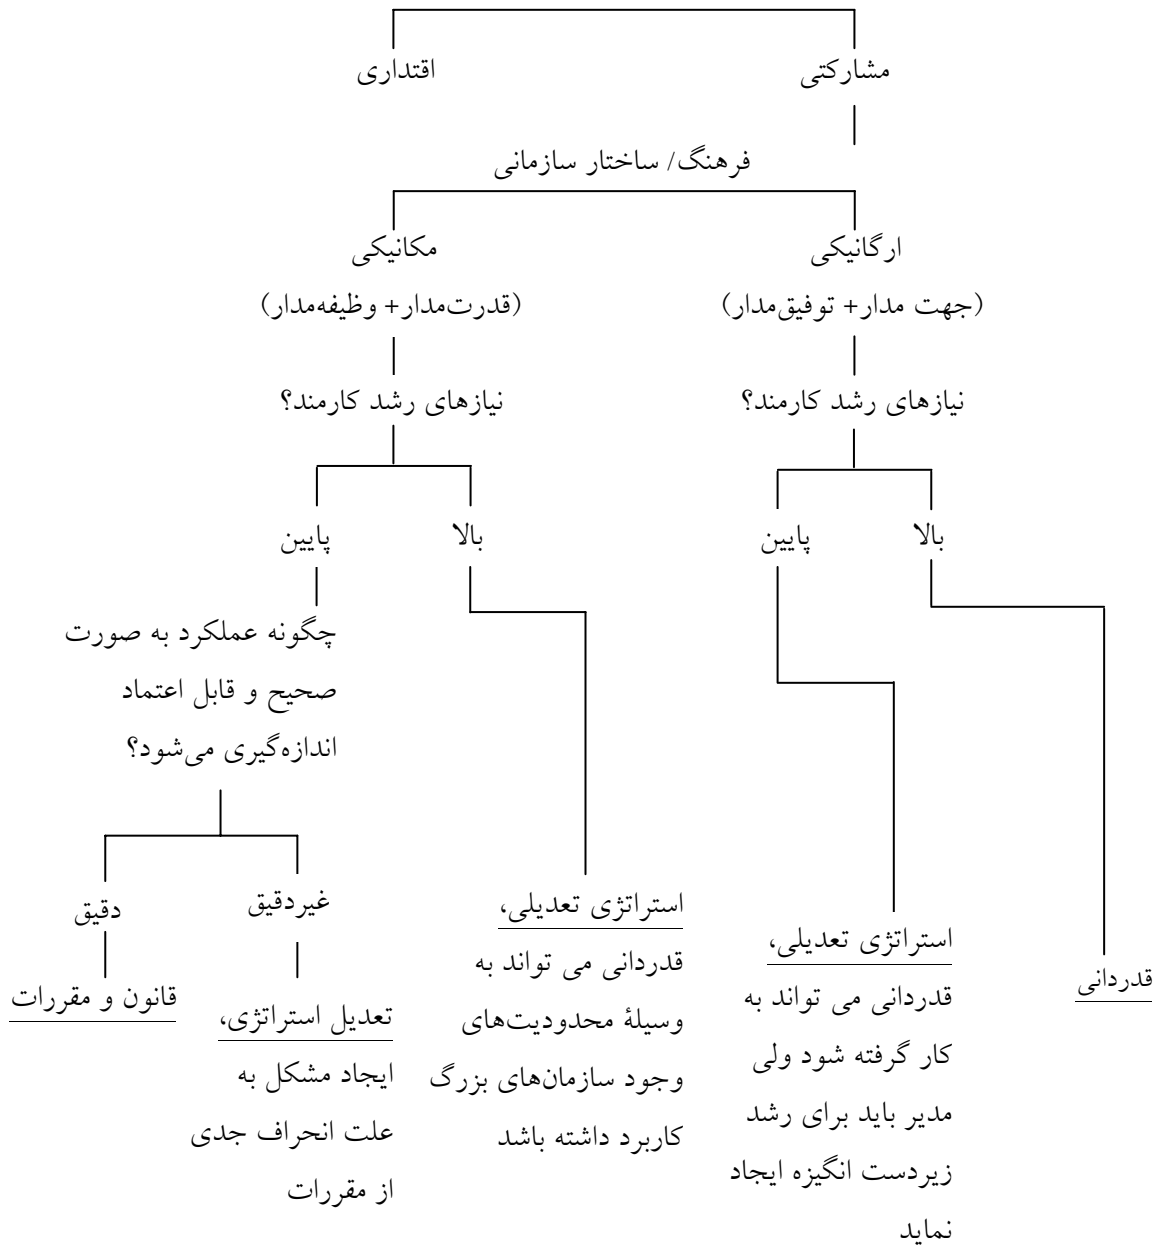 مشارکتی
اقتداری
فرهنگ/ ساختار سازمانی
ارگانیکی
مکانیکی
(جهت مدار+ توفیق‌مدار)
(قدرت‌مدار+ وظیفه‌مدار)
نیازهای رشد کارمند؟
نیازهای رشد کارمند؟
بالا
پایین
بالا
پایین
چگونه عملکرد به صورت
صحیح و قابل اعتماد
اندازه‌گیری می‌شود؟
غیردقیق
دقیق
قدردانی
استراتژی تعدیلی،
قدردانی می تواند به
کار گرفته شود ولی
مدیر باید برای رشد
زیردست انگیزه ایجاد
نماید
استراتژی تعدیلی،
قدردانی می تواند به
وسیلۀ محدودیت‌های
وجود سازمان‌های بزرگ
کاربرد داشته باشد
تعدیل استراتژی،
ایجاد مشکل به
علت انحراف جدی
از مقررات
قانون و مقررات